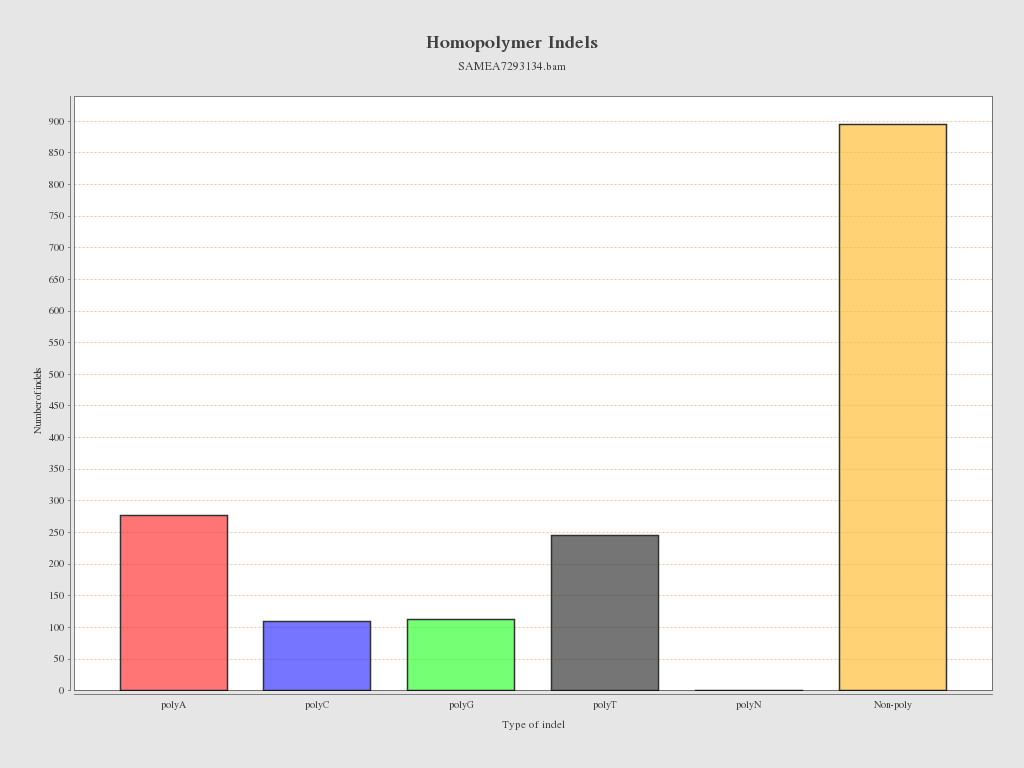 Homopolymer Indels
SAMEA7293134.bam
900
850
800
750
700
650
600
550
500
450
400
350
300
250
200
150
100
50
0
Number of indels
polyA
polyC
polyG
polyT
polyN
Non-poly
Type of indel